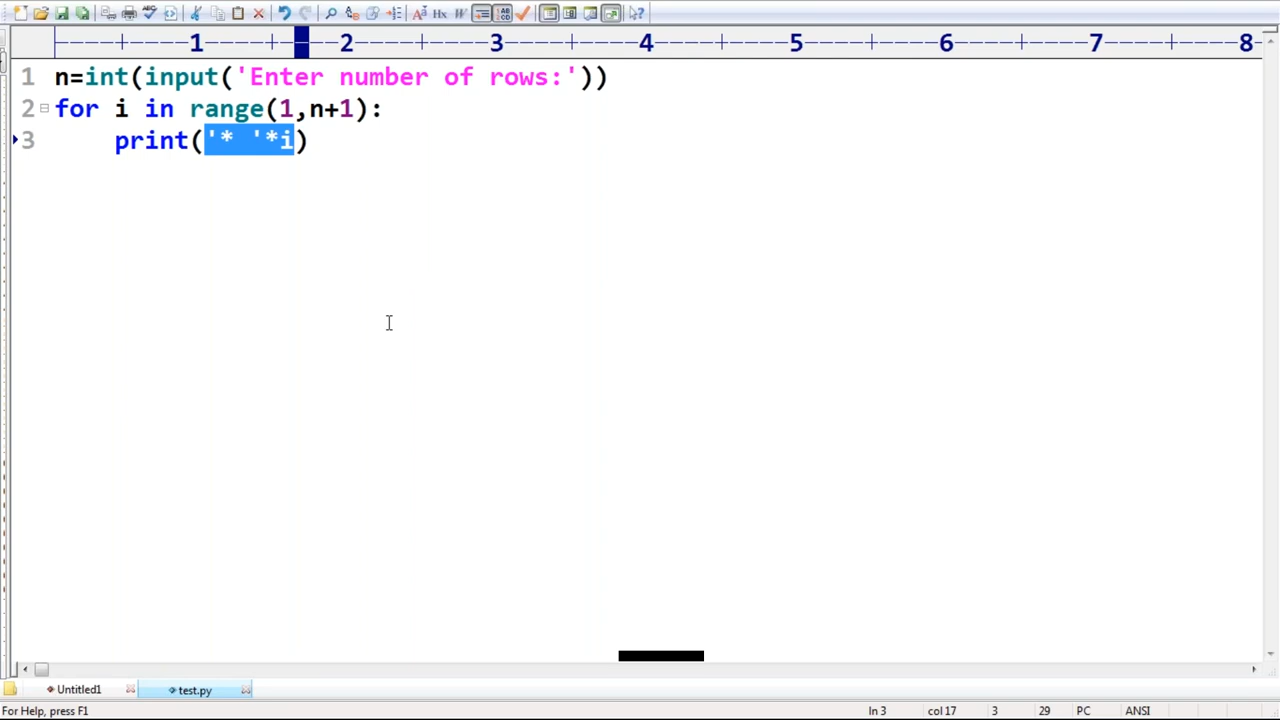 1 2 3 4 5 6 7 8
1 n=int(input('Enter number of rows:'))
2 for i in range(1,n+1):
3 print('* '*i)
Untitled1 test.py
For Help, press F1 ln 3 col 17 3 29 PC ANSI